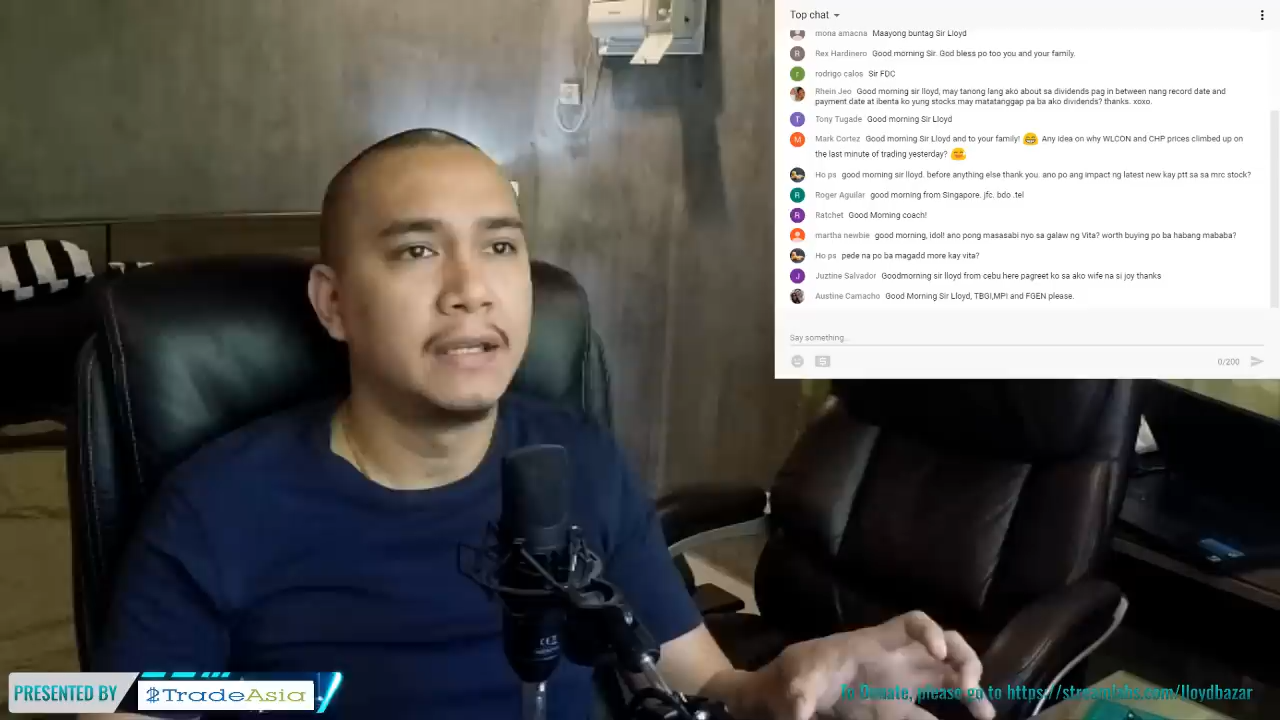 Top chat
mona amacna Maayong buntag Sir Lloyd
Rex Hardinero Good morning Sir. God bless po too you and your family.
rodrigo calos Sir FDC
Rhein Jeo Good morning sir lloyd, may tanong lang ako about sa dividends pag in between nang record date and
payment date at ibenta ko yung stocks may matatanggap pa ba ako dividends? thanks. xoxo.
Tony Tugade Good morning Sir Lloyd
Mark Cortez Good morning Sir Lloyd and to your family! Any idea on why WLCON and CHP prices climbed up on
the last minute of trading yesterday?
Ho ps good morning sir lloyd. before anything else thank you. ano po ang impact ng latest new kay ptt sa sa mrc stock?
Roger Aguilar good morning from Singapore. jfc. bdo .tel
Ratchet Good Morning coach!
martha newbie good morning, idol! ano pong masasabi nyo sa galaw ng Vita? worth buying po ba habang mababa?
Ho ps pede na po ba magadd more kay vita?
Juztine Salvador Goodmorning sir lloyd from cebu here pagreet ko sa ako wife na si joy thanks
Austine Camacho Good Morning Sir Lloyd, TBGI,MPI and FGEN please.
Say something...
0/200
PRESENTED BY
$TradeAsia
To Donate, please go to https://streamlabs.com/lloydbazar